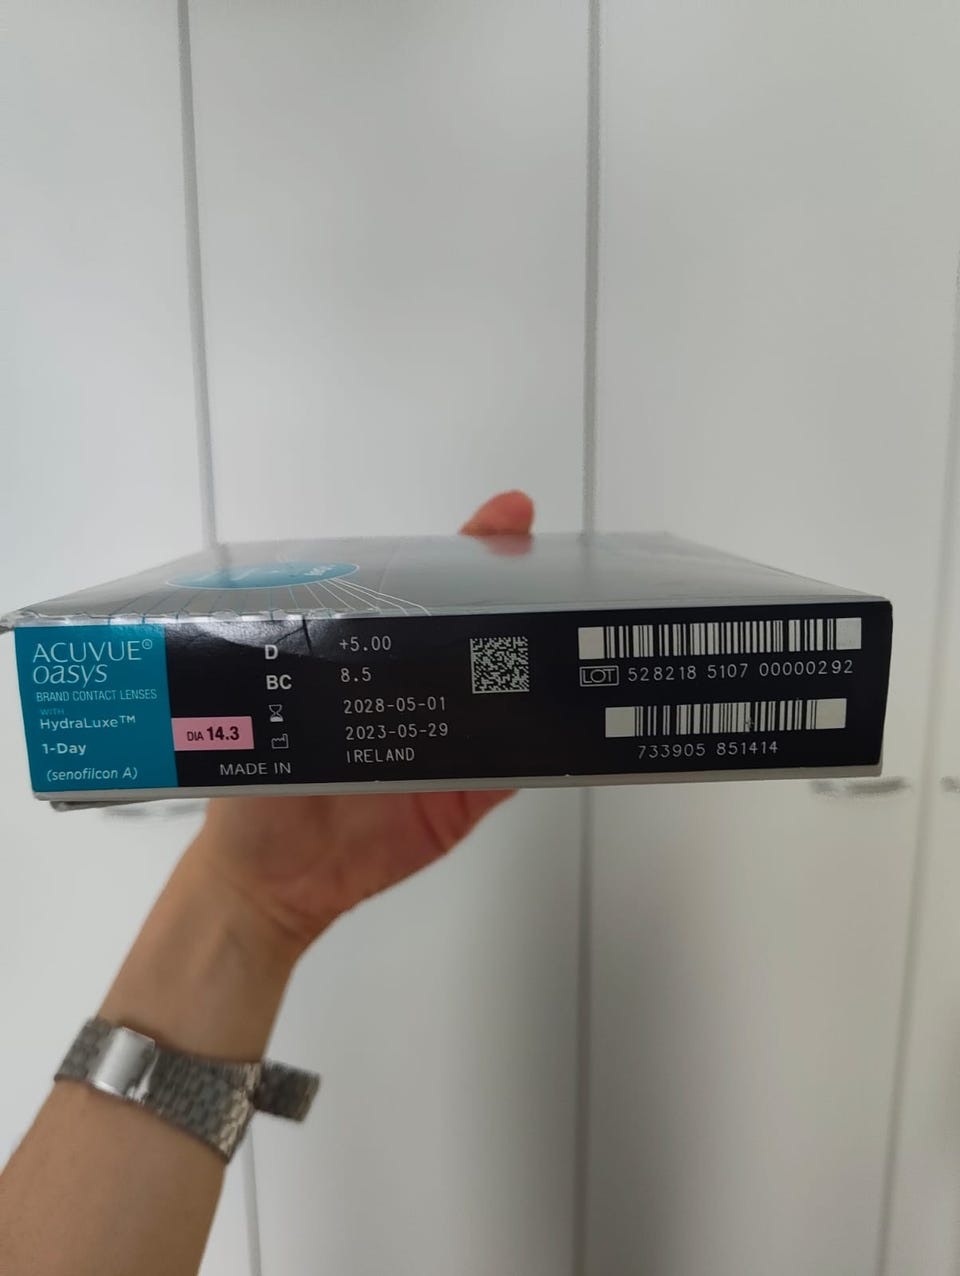 ACUVUE®
oasys
BRAND CONTACT LENSES
WITH
HydraLuxe™
1-Day
(senofilcon A)
DIA 14.3
D +5.00
BC 8.5
2028-05-01
2023-05-29
MADE IN IRELAND
LOT 528218 5107 00000292
733905 851414